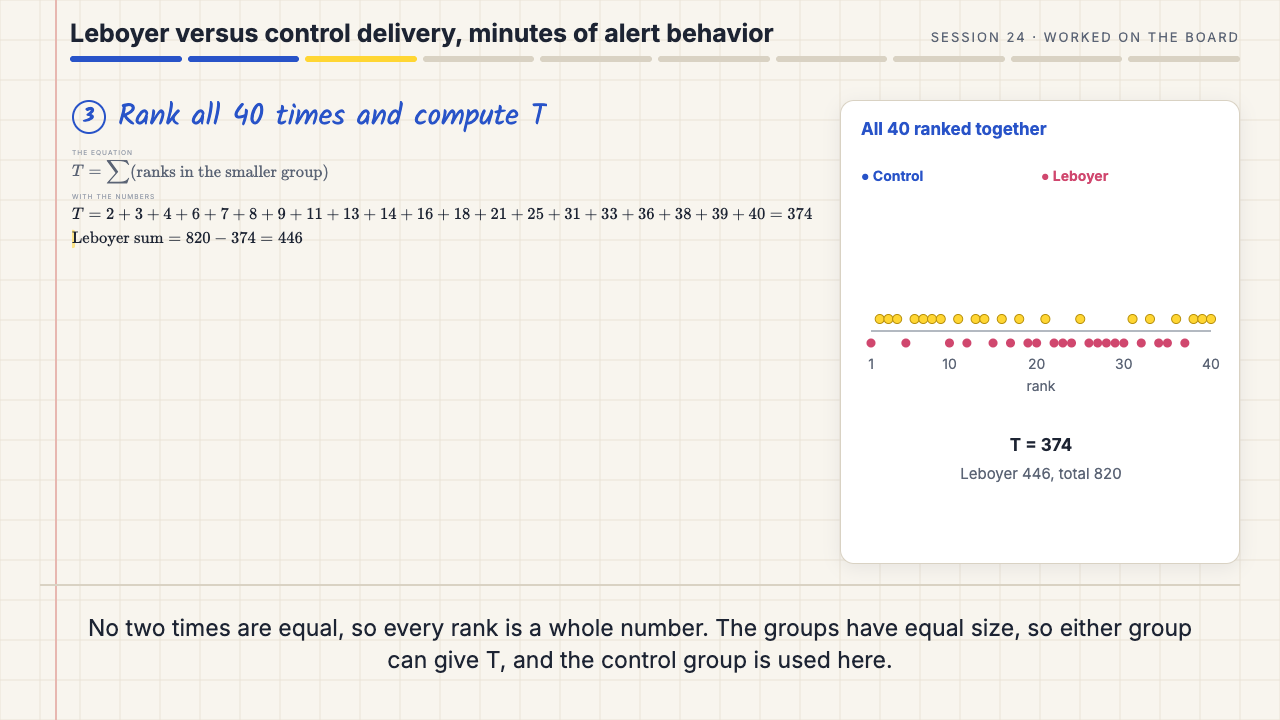 Leboyer versus control delivery, minutes of alert behavior
SESSION 24 · WORKED ON THE BOARD
3 Rank all 40 times and compute T
THE EQUATION
T = ∑(ranks in the smaller group)
WITH THE NUMBERS
T = 2 + 3 + 4 + 6 + 7 + 8 + 9 + 11 + 13 + 14 + 16 + 18 + 21 + 25 + 31 + 33 + 36 + 38 + 39 + 40 = 374
Leboyer sum = 820 − 374 = 446
All 40 ranked together
● Control ● Leboyer
1 10 20 30 40
rank
T = 374
Leboyer 446, total 820
No two times are equal, so every rank is a whole number. The groups have equal size, so either group
can give T, and the control group is used here.